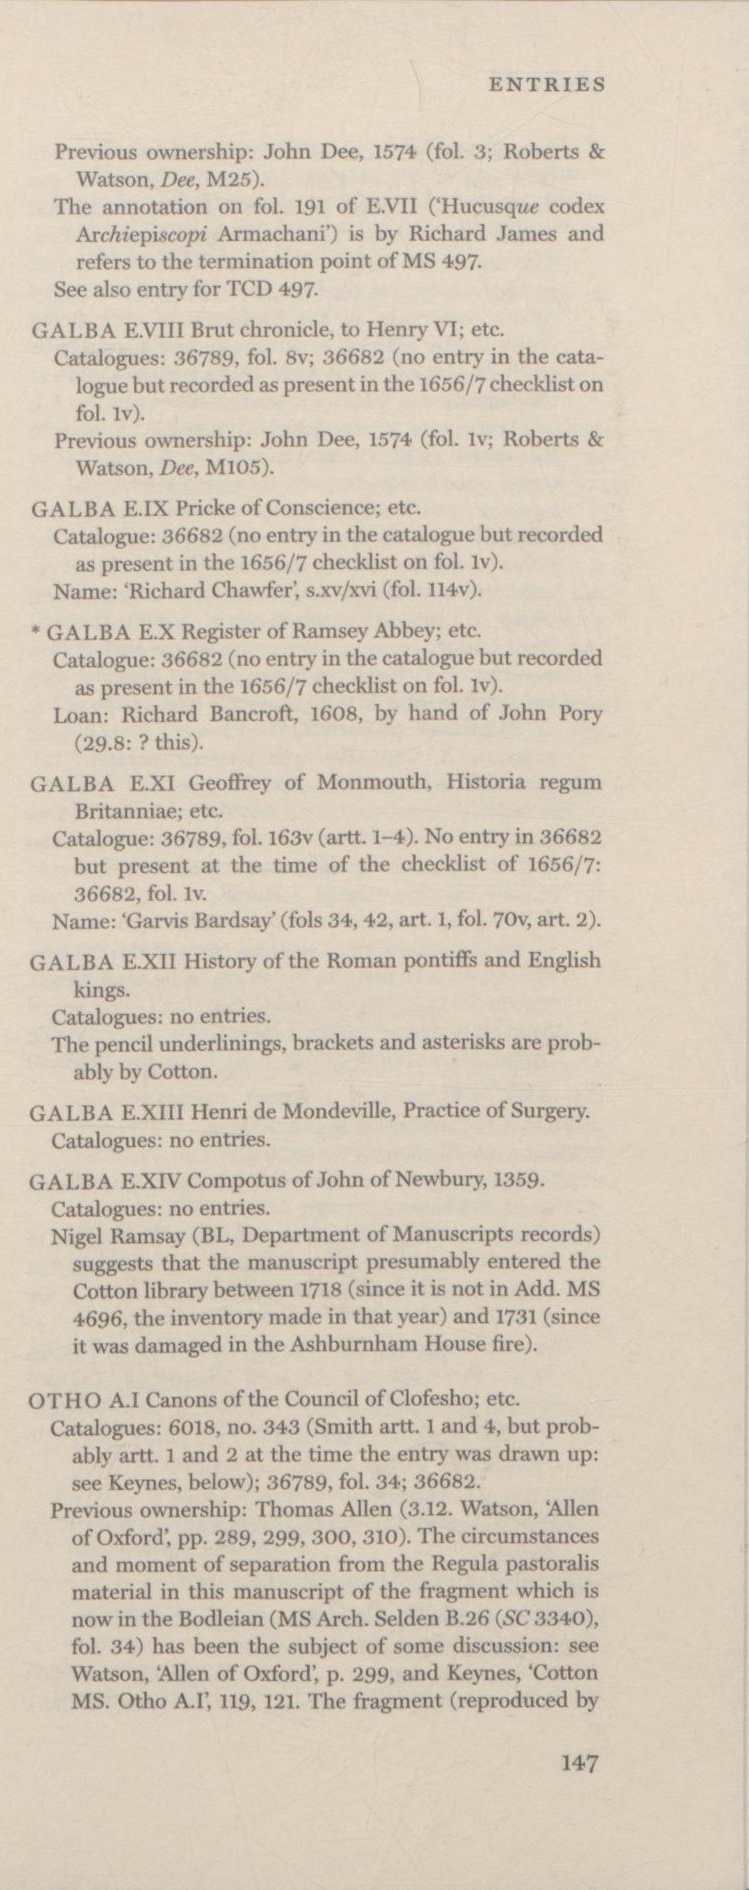 ENTRIES
Previous ownership: John Dee, 1574 (fol. 3; Roberts &
Watson, Dee, M25).
The annotation on fol. 191 of E.VII (‘Hucusque codex
Archiepiscopi Armachani’) is by Richard James and
refers to the termination point of MS 497.
See also entry for TCD 497.
GALBA E.VIII Brut chronicle, to Henry VI; etc.
Catalogues: 36789, fol. 8v; 36682 (no entry in the cata-
logue but recorded as present in the 1656/7 checklist on
fol. 1v).
Previous ownership: John Dee, 1574 (fol. 1v; Roberts &
Watson, Dee, M105).
GALBA E.IX Pricke of Conscience; etc.
Catalogue: 36682 (no entry in the catalogue but recorded
as present in the 1656/7 checklist on fol. 1v).
Name: ‘Richard Chawfer’, s.xv/xvi (fol. 114v).
* GALBA E.X Register of Ramsey Abbey; etc.
Catalogue: 36682 (no entry in the catalogue but recorded
as present in the 1656/7 checklist on fol. 1v).
Loan: Richard Bancroft, 1608, by hand of John Pory
(29.8: ? this).
GALBA E.XI Geoffrey of Monmouth, Historia regum
Britanniae; etc.
Catalogue: 36789, fol. 163v (artt. 1–4). No entry in 36682
but present at the time of the checklist of 1656/7:
36682, fol. 1v.
Name: ‘Garvis Bardsay’ (fols 34, 42, art. 1, fol. 70v, art. 2).
GALBA E.XII History of the Roman pontiffs and English
kings.
Catalogues: no entries.
The pencil underlinings, brackets and asterisks are prob-
ably by Cotton.
GALBA E.XIII Henri de Mondeville, Practice of Surgery.
Catalogues: no entries.
GALBA E.XIV Compotus of John of Newbury, 1359.
Catalogues: no entries.
Nigel Ramsay (BL, Department of Manuscripts records)
suggests that the manuscript presumably entered the
Cotton library between 1718 (since it is not in Add. MS
4696, the inventory made in that year) and 1731 (since
it was damaged in the Ashburnham House fire).
OTHO A.I Canons of the Council of Clofesho; etc.
Catalogues: 6018, no. 343 (Smith artt. 1 and 4, but prob-
ably artt. 1 and 2 at the time the entry was drawn up:
see Keynes, below); 36789, fol. 34; 36682.
Previous ownership: Thomas Allen (3.12. Watson, ‘Allen
of Oxford’, pp. 289, 299, 300, 310). The circumstances
and moment of separation from the Regula pastoralis
material in this manuscript of the fragment which is
now in the Bodleian (MS Arch. Selden B.26 (SC 3340),
fol. 34) has been the subject of some discussion: see
Watson, ‘Allen of Oxford’, p. 299, and Keynes, ‘Cotton
MS. Otho A.I’, 119, 121. The fragment (reproduced by
147